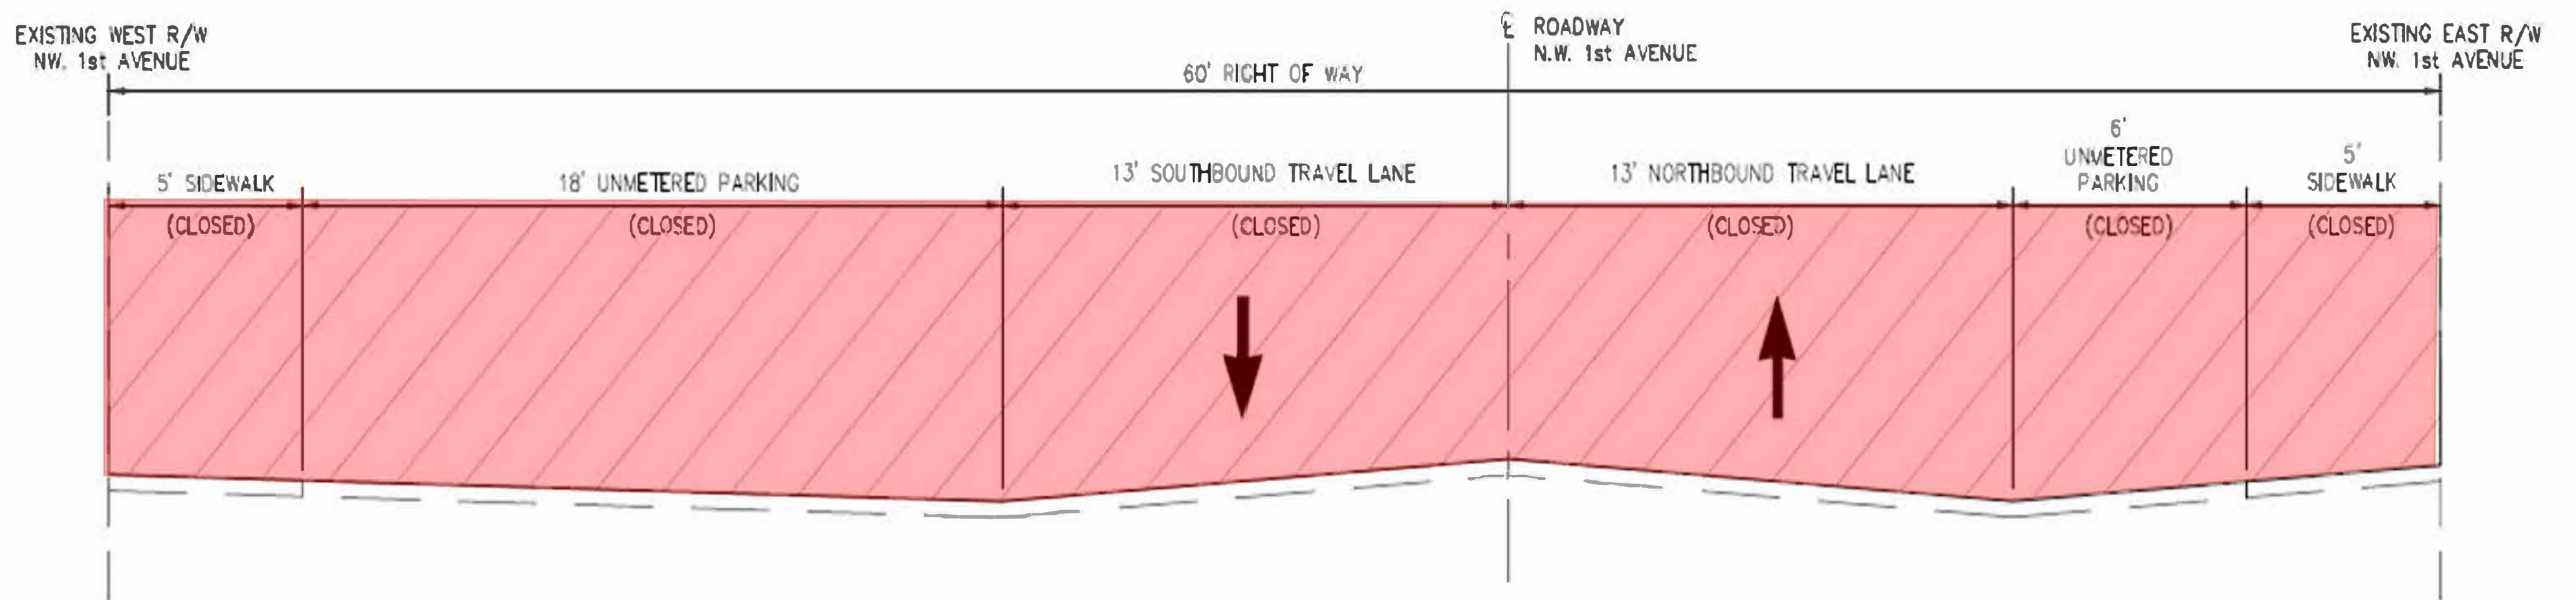 EXISTING WEST R/W
NW. 1st AVENUE
60' RIGHT OF WAY
℄ ROADWAY
N.W. 1st AVENUE
EXISTING EAST R/W
NW. 1st AVENUE
5' SIDEWALK
(CLOSED)
18' UNMETERED PARKING
(CLOSED)
13' SOUTHBOUND TRAVEL LANE
(CLOSED)
13' NORTHBOUND TRAVEL LANE
(CLOSED)
6'
UNMETERED
PARKING
(CLOSED)
5'
SIDEWALK
(CLOSED)